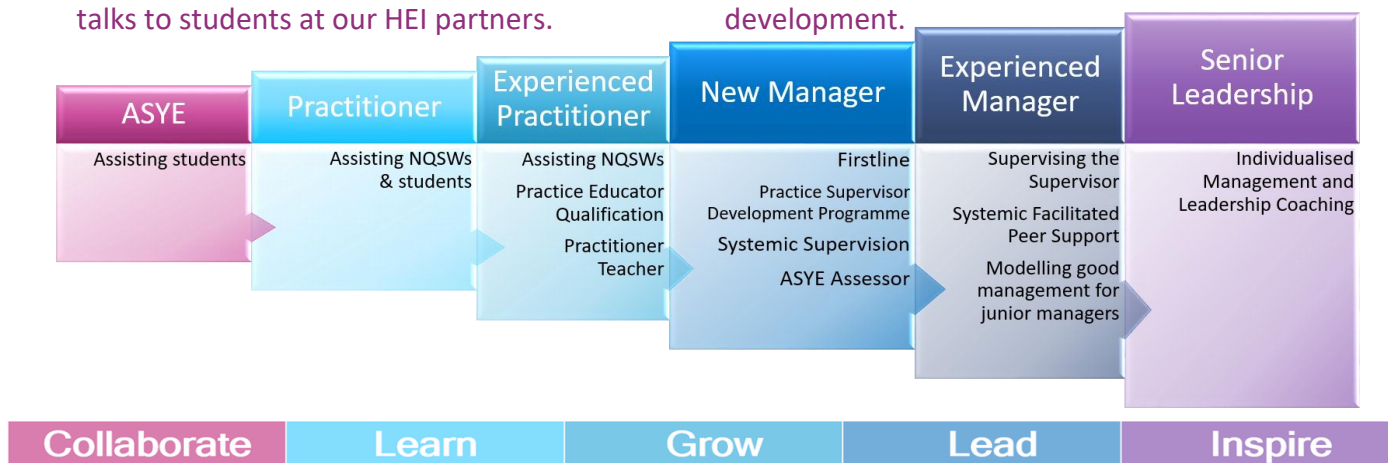 talks to students at our HEI partners.
development.
ASYE
Assisting students
Practitioner
Assisting NQSWs
& students
Experienced
Practitioner
Assisting NQSWs
Practice Educator
Qualification
Practitioner
Teacher
New Manager
Firstline
Practice Supervisor
Development Programme
Systemic Supervision
ASYE Assessor
Experienced
Manager
Supervising the
Supervisor
Systemic Facilitated
Peer Support
Modelling good
management for
junior managers
Senior
Leadership
Individualised
Management and
Leadership Coaching
Collaborate
Learn
Grow
Lead
Inspire